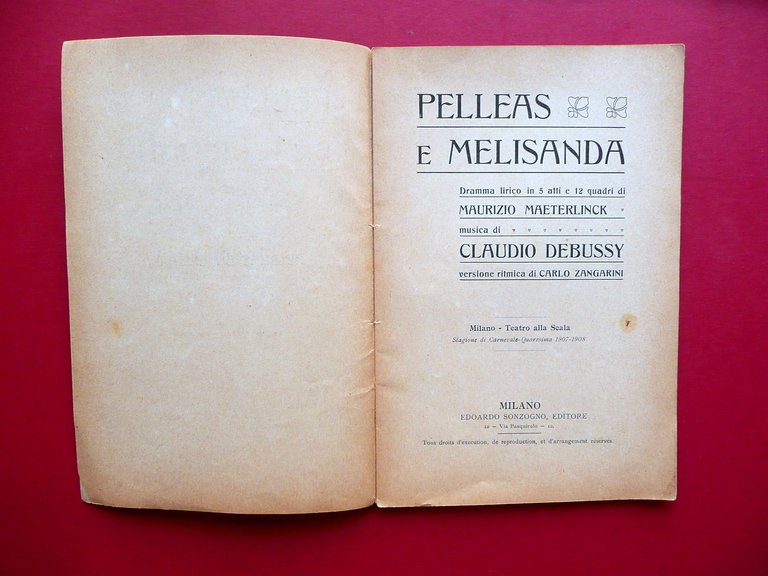 PELLEAS
E MELISANDA
Dramma lirico in 5 atti e 12 quadri di
MAURIZIO MAETERLINCK
musica di
CLAUDIO DEBUSSY
versione ritmica di CARLO ZANGARINI
Milano - Teatro alla Scala
Stagione di Carnevale-Quaresima 1907-1908
MILANO
EDOARDO SONZOGNO, EDITORE
12 — Via Pasquirolo — 12.
Tous droits d'exécution, de reproduction, et d'arrangement réservés.